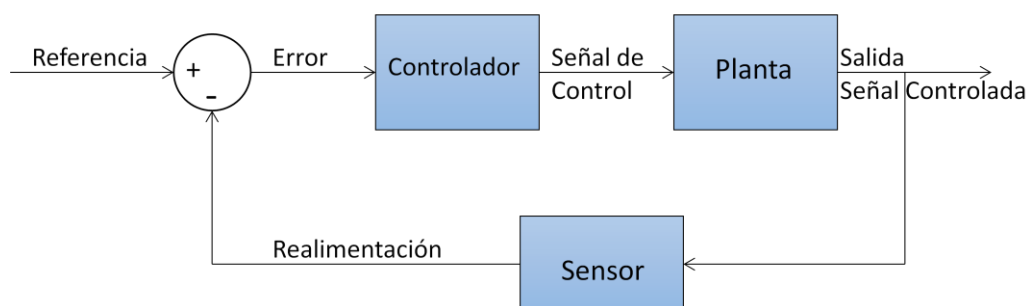 Referencia
+
-
Error
Controlador
Señal de
Control
Planta
Salida
Señal Controlada
Realimentación
Sensor